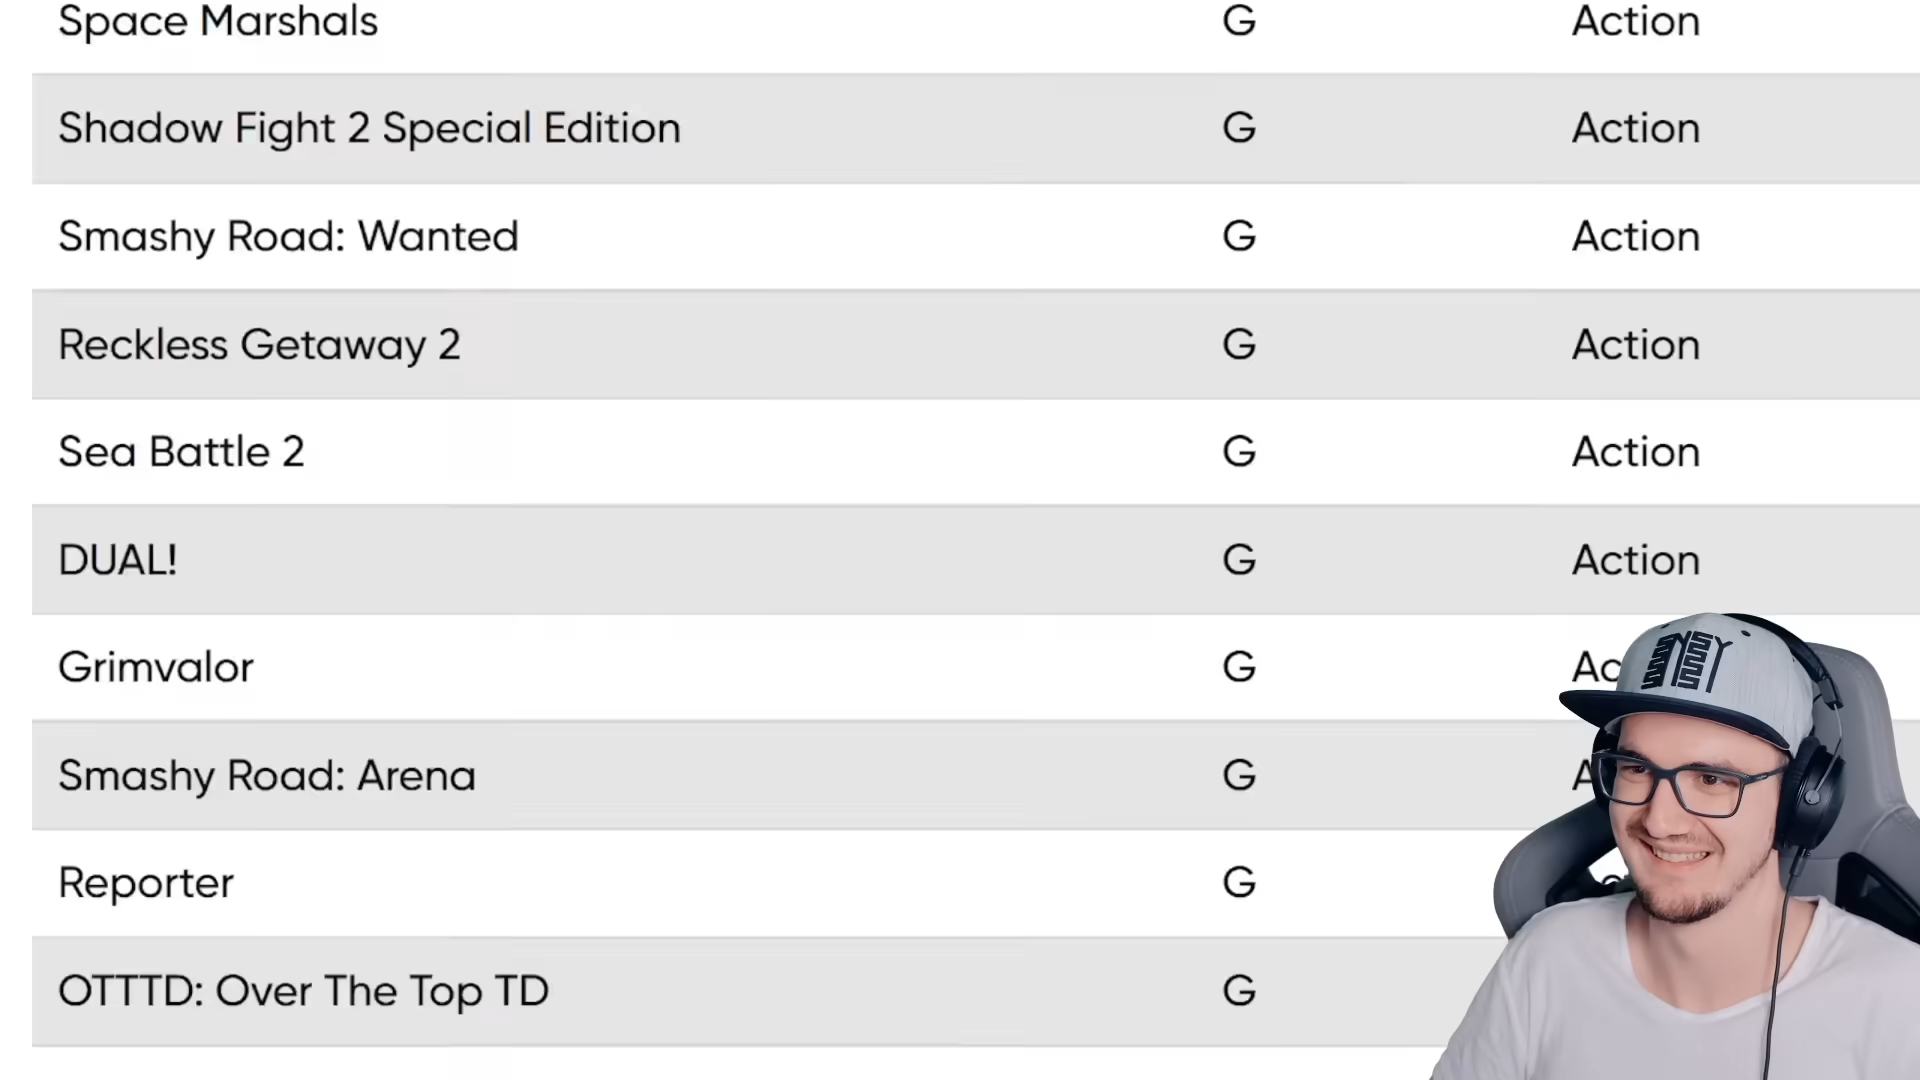 Space Marshals G Action
Shadow Fight 2 Special Edition G Action
Smashy Road: Wanted G Action
Reckless Getaway 2 G Action
Sea Battle 2 G Action
DUAL! G Action
Grimvalor G Ac
Smashy Road: Arena G A
Reporter G
OTTTD: Over The Top TD G